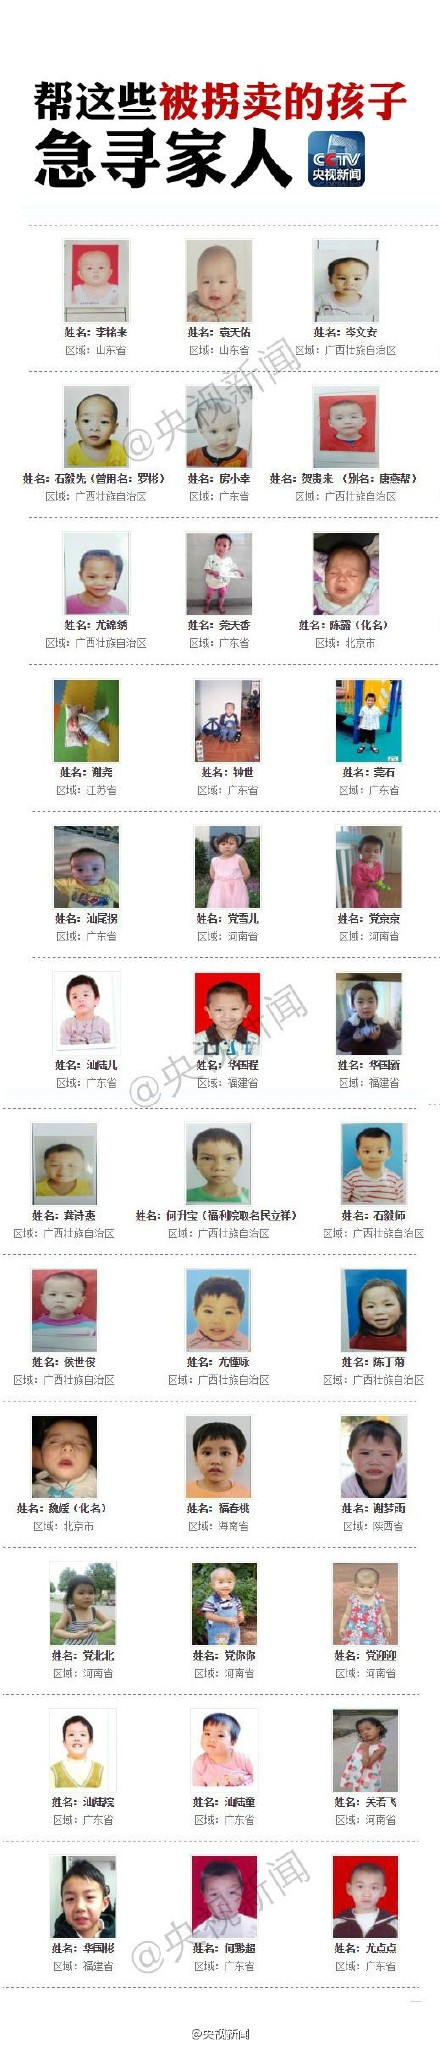 帮这些被拐卖的孩子
急寻家人
CCTV
央视新闻
姓名：李铭来 姓名：袁天佑 姓名：岑文安
区域：山东省 区域：山东省 区域：广西壮族自治区
@央视新闻
姓名：石毅先（曾用名：罗彬） 姓名：房小幸 姓名：贺贵来 （别名：唐燕帮）
区域：广西壮族自治区 区域：广东省 区域：广西壮族自治区
姓名：尤锦绣 姓名：莞天香 姓名：陈露（化名）
区域：广西壮族自治区 区域：广东省 区域：北京市
姓名：谢尧 姓名：钟世 姓名：莞石
区域：江苏省 区域：广东省 区域：广东省
姓名：汕尾拐 姓名：党雪儿 姓名：党京京
区域：广东省 区域：河南省 区域：河南省
@央视新闻
姓名：汕陆儿 姓名：华国程 姓名：华国新
区域：广东省 区域：福建省 区域：福建省
姓名：龚诗惠 姓名：何升宝（福利院取名民立祥） 姓名：石毅师
区域：广西壮族自治区 区域：广西壮族自治区 区域：广西壮族自治区
姓名：侯世俊 姓名：尤懂咏 姓名：陈丁菊
区域：广西壮族自治区 区域：广西壮族自治区 区域：广西壮族自治区
姓名：魏媛（化名） 姓名：福春桃 姓名：谢梦雨
区域：北京市 区域：海南省 区域：陕西省
姓名：党北北 姓名：党你你 姓名：党迎迎
区域：河南省 区域：河南省 区域：河南省
姓名：汕陆院 姓名：汕陆童 姓名：关若飞
区域：广东省 区域：广东省 区域：河南省
@央视新闻
姓名：华国彬 姓名：何黟超 姓名：尤点点
区域：福建省 区域：广东省 区域：广东省
@央视新闻